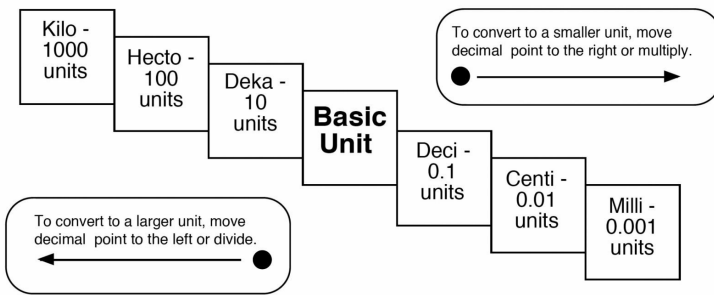 Kilo -
1000
units
Hecto -
100
units
Deka -
10
units
Basic
Unit
Deci -
0.1
units
Centi -
0.01
units
Milli -
0.001
units
To convert to a smaller unit, move
decimal point to the right or multiply.
To convert to a larger unit, move
decimal point to the left or divide.